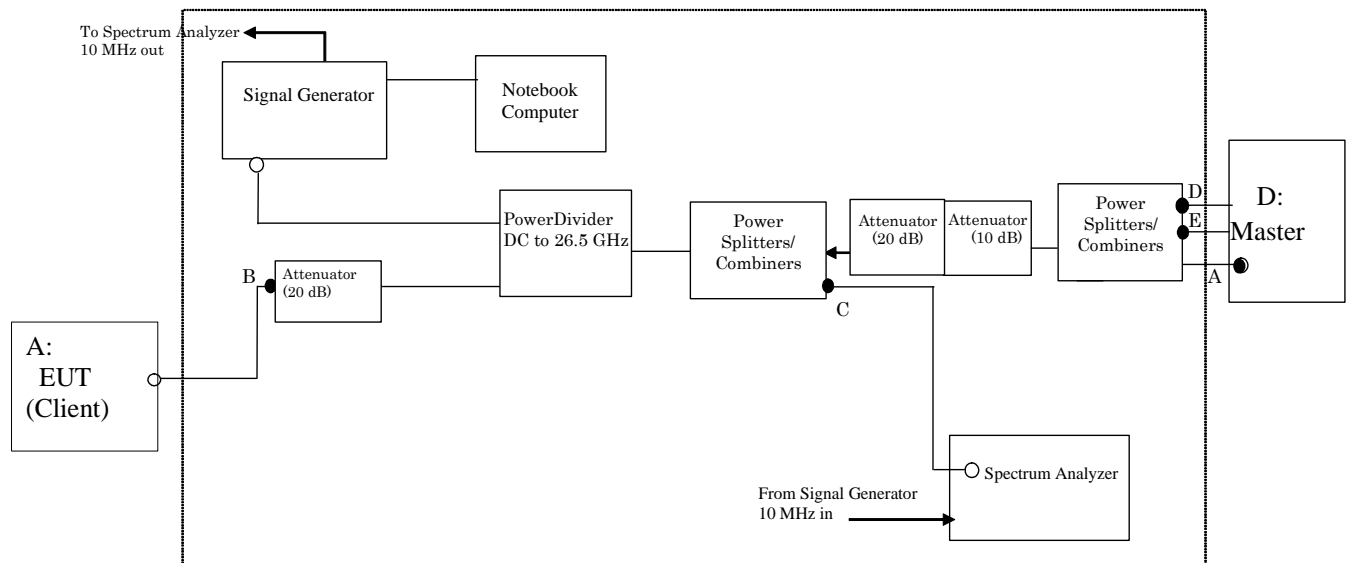 To Spectrum Analyzer
10 MHz out
Signal Generator
Notebook
Computer
PowerDivider
DC to 26.5 GHz
Power
Splitters/
Combiners
Attenuator
(20 dB)
Attenuator
(10 dB)
Power
Splitters/
Combiners
D
E
A
D:
Master
B
Attenuator
(20 dB)
C
A:
EUT
(Client)
Spectrum Analyzer
From Signal Generator
10 MHz in